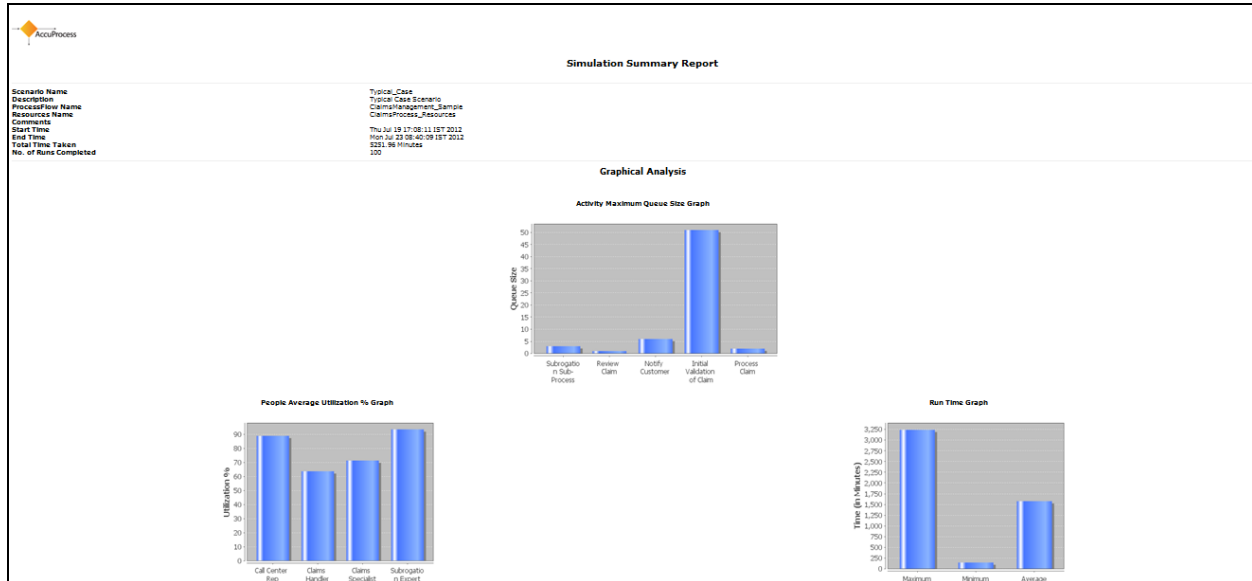 AccuProcess
Simulation Summary Report
Scenario Name Typical_Case
Description Typical Case Scenario
ProcessFlow Name ClaimsManagement_Sample
Resources Name ClaimsProcess_Resources
Comments
Start Time Thu Jul 19 17:08:11 IST 2012
End Time Mon Jul 23 08:40:09 IST 2012
Total Time Taken 5251.96 Minutes
No. of Runs Completed 100
Graphical Analysis
Activity Maximum Queue Size Graph
50
45
40
35
30
25
20
15
10
5
0
Queue Size
Subrogatio Review Notify Initial Process
n Sub- Claim Customer Validation Claim
Process of Claim
People Average Utilization % Graph
90
80
70
60
50
40
30
20
10
0
Utilization %
Call Center Claims Claims Subrogatio
Rep Handler Specialist n Expert
Run Time Graph
3,250
3,000
2,750
2,500
2,250
2,000
1,750
1,500
1,250
1,000
750
500
250
0
Time (in Minutes)
Maximum Minimum Average